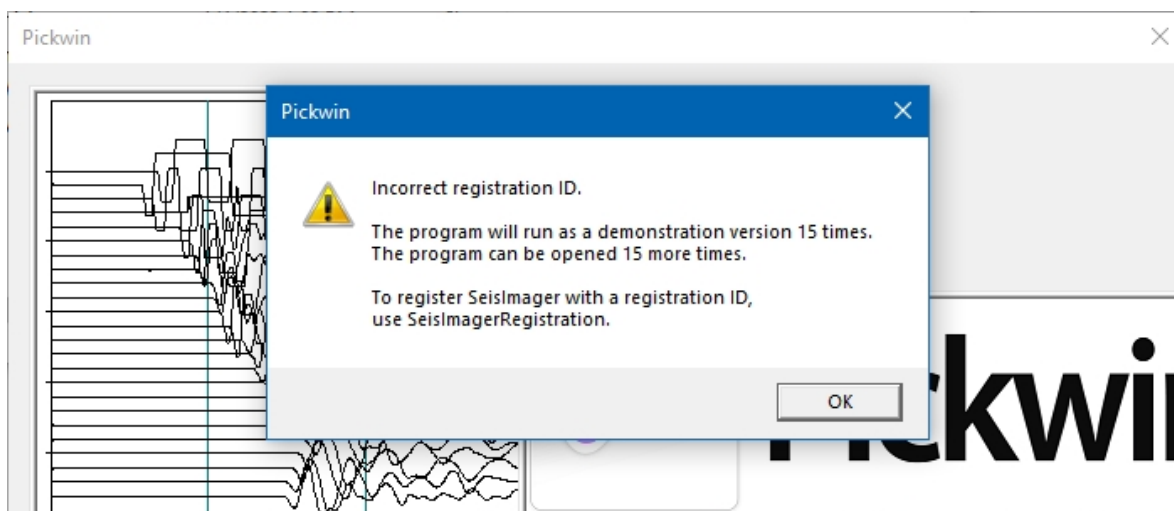 Pickwin
Pickwin
Incorrect registration ID.
The program will run as a demonstration version 15 times.
The program can be opened 15 more times.
To register SeisImager with a registration ID,
use SeisImagerRegistration.
OK